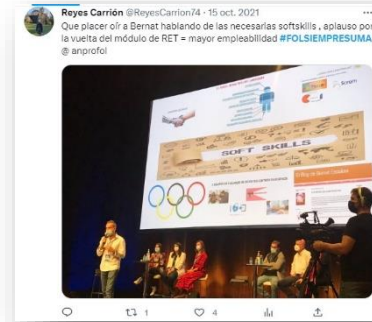 Reyes Carrión @ReyesCarrion74 · 15 oct. 2021
Que placer oír a Bernat hablando de las necesarias softskills , aplauso por
la vuelta del módulo de RET = mayor empleabilidad #FOLSIEMPRESUMA
@ anprofol
SOFT SKILLS
1
4